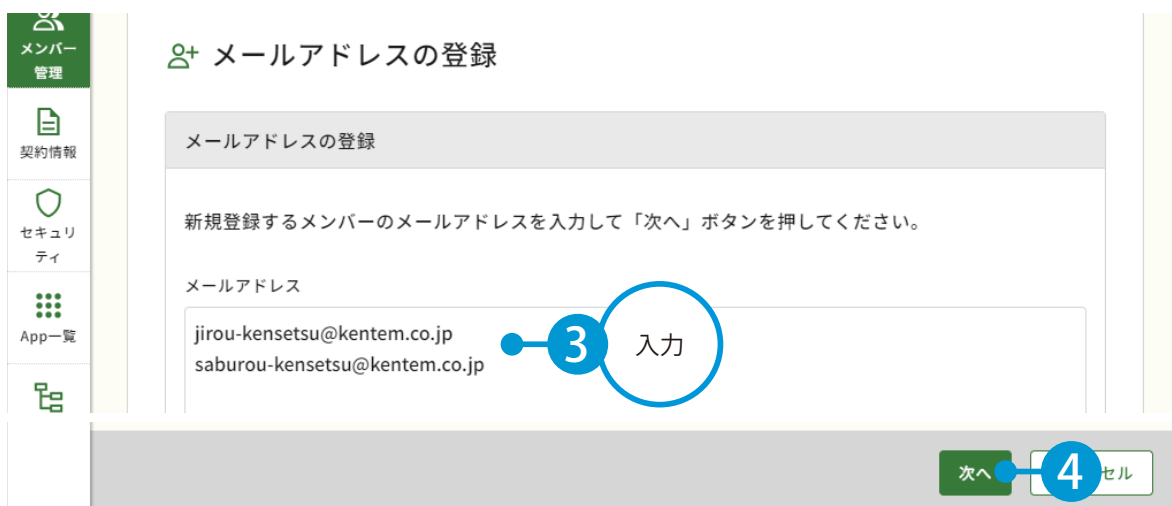 メンバー
管理
契約情報
セキュリ
ティ
App一覧
メールアドレスの登録
メールアドレスの登録
新規登録するメンバーのメールアドレスを入力して「次へ」ボタンを押してください。
メールアドレス
jirou-kensetsu@kentem.co.jp
saburou-kensetsu@kentem.co.jp
3 入力
次へ 4 セル